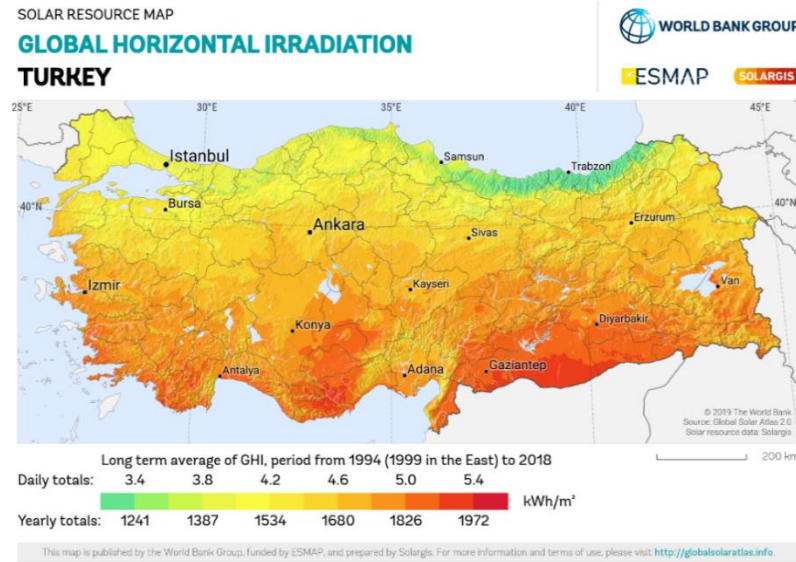 SOLAR RESOURCE MAP
GLOBAL HORIZONTAL IRRADIATION
TURKEY
WORLD BANK GROUP
ESMAP
SOLARGIS
25°E 30°E 35°E 40°E 45°E
Istanbul
Samsun
Trabzon
40°N
Bursa
Ankara
Sivas
Erzurum
40°N
Izmir
Kayseri
Van
Konya
Diyarbakir
Antalya
Adana
Gaziantep
© 2019 The World Bank
Source: Global Solar Atlas 2.0
Solar resource data: Solargis
Long term average of GHI, period from 1994 (1999 in the East) to 2018
200 km
Daily totals: 3.4 3.8 4.2 4.6 5.0 5.4
kWh/m²
Yearly totals: 1241 1387 1534 1680 1826 1972
This map is published by the World Bank Group, funded by ESMAP, and prepared by Solargis. For more information and terms of use, please visit http://globalsolaratlas.info.